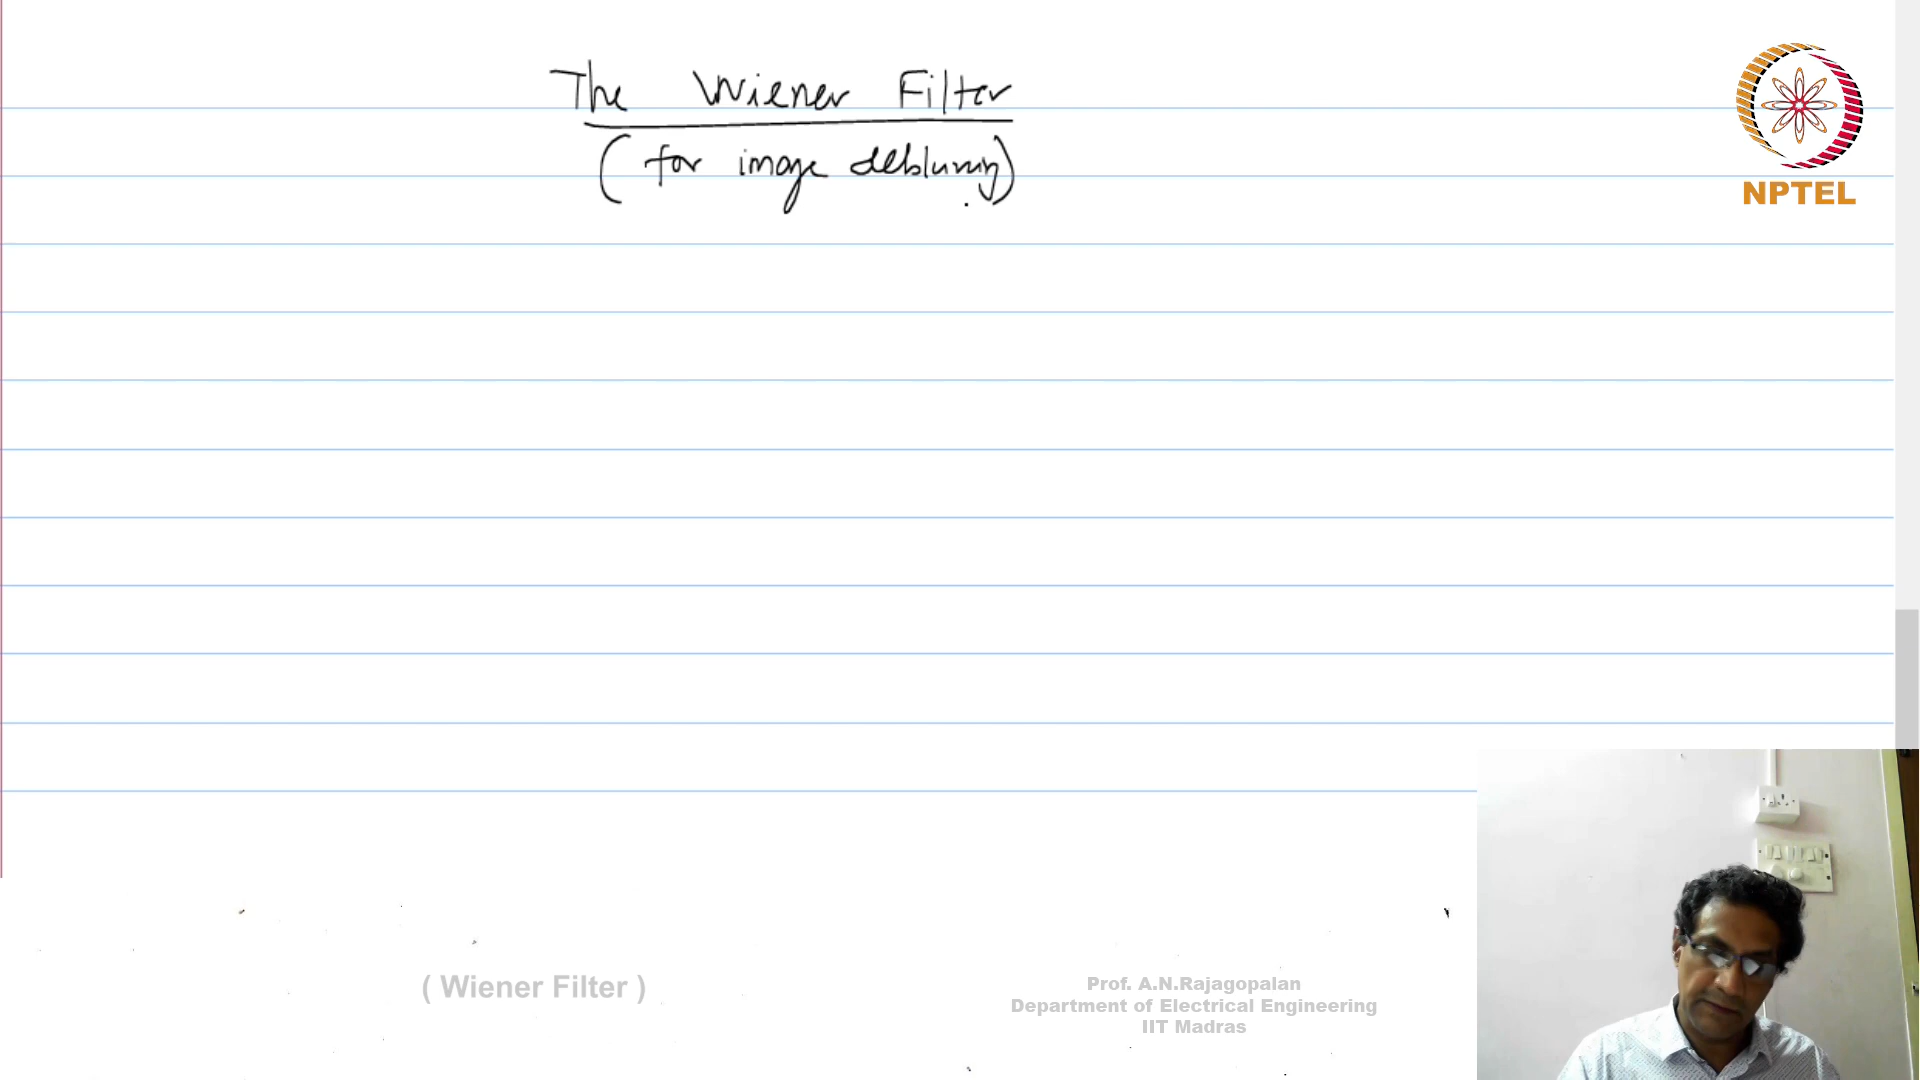 The Wiener Filter
(for image deblurring)
NPTEL
( Wiener Filter )
Prof. A.N.Rajagopalan
Department of Electrical Engineering
IIT Madras